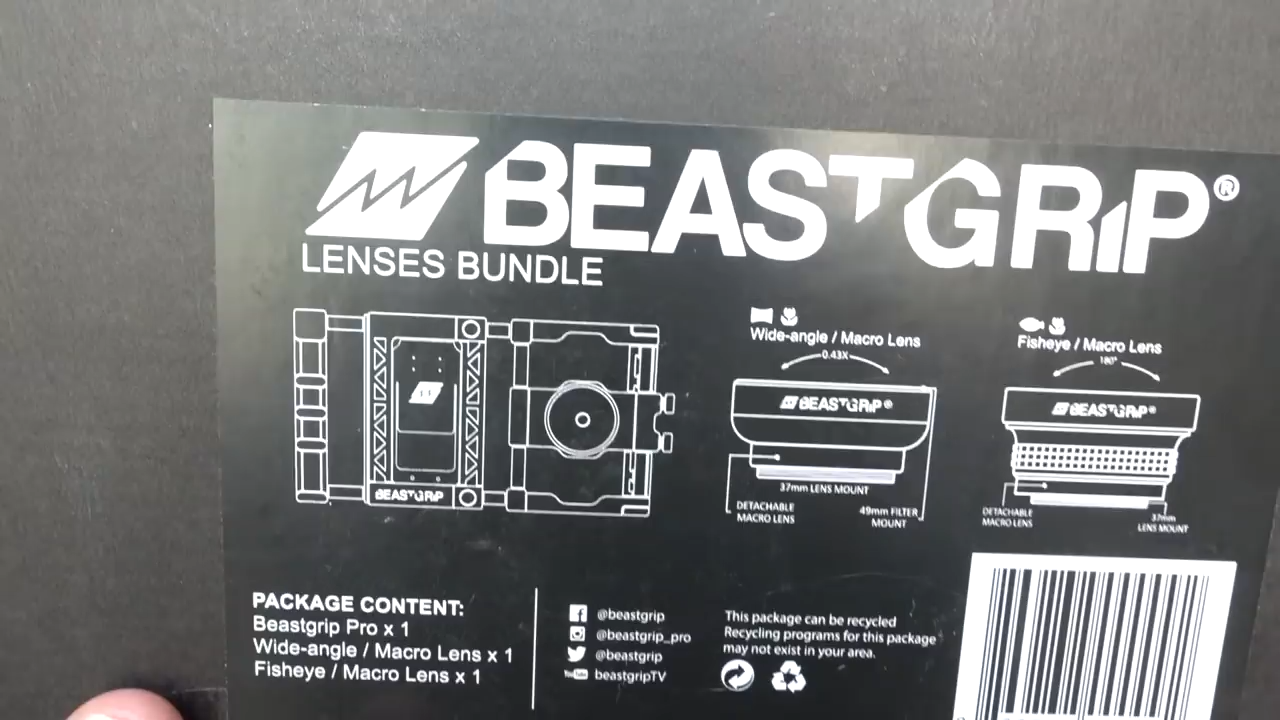 BEASTGRIP®
LENSES BUNDLE
BEASTGRIP
Wide-angle / Macro Lens
0.43X
BEASTGRIP®
37mm LENS MOUNT
DETACHABLE
MACRO LENS
49mm FILTER
MOUNT
Fisheye / Macro Lens
180°
BEASTGRIP®
DETACHABLE
MACRO LENS
37mm
LENS MOUNT
PACKAGE CONTENT:
Beastgrip Pro x 1
Wide-angle / Macro Lens x 1
Fisheye / Macro Lens x 1
@beastgrip
@beastgrip_pro
@beastgrip
YouTube beastgripTV
This package can be recycled
Recycling programs for this package
may not exist in your area.